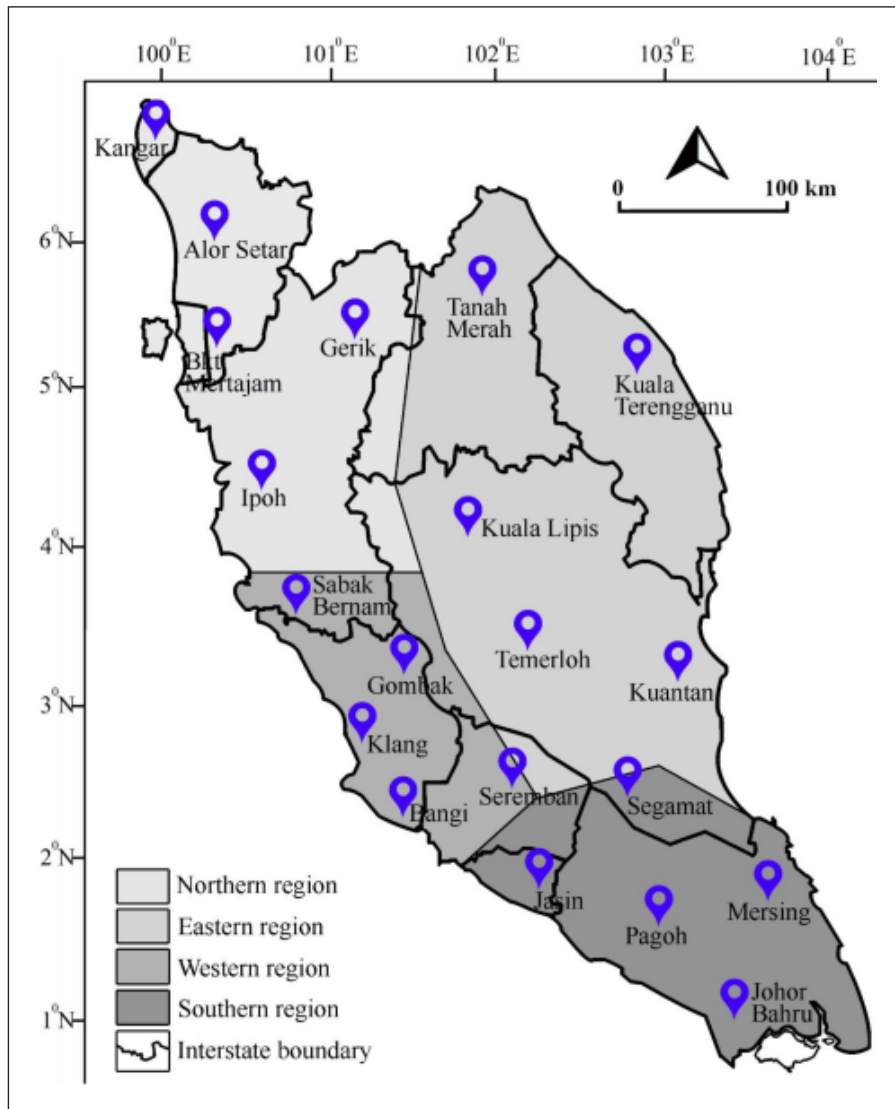 100°E 101°E 102°E 103°E 104°E
Kangar
0 100 km
6°N
Alor Setar
Tanah
Merah
Gerik
Bkt
Mertajam
Kuala
Terengganu
5°N
Ipoh
Kuala Lipis
4°N
Sabak
Bernam
Temerloh
Gombak
Kuantan
3°N
Klang
Seremban
Segamat
Bangi
2°N
Jasin
Mersing
Pagoh
Johor
Bahru
1°N
Northern region
Eastern region
Western region
Southern region
Interstate boundary